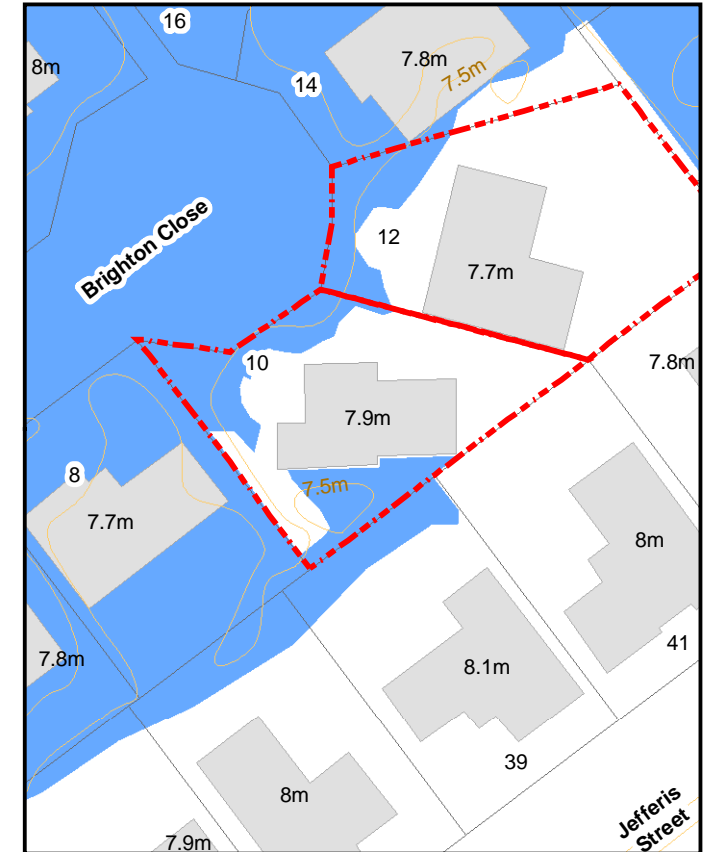 16
8m
7.8m
7.5m
14
Brighton Close
12
7.7m
10
7.8m
7.9m
8
7.5m
7.7m
8m
7.8m
41
8.1m
39
8m
Jefferis
Street
7.9m